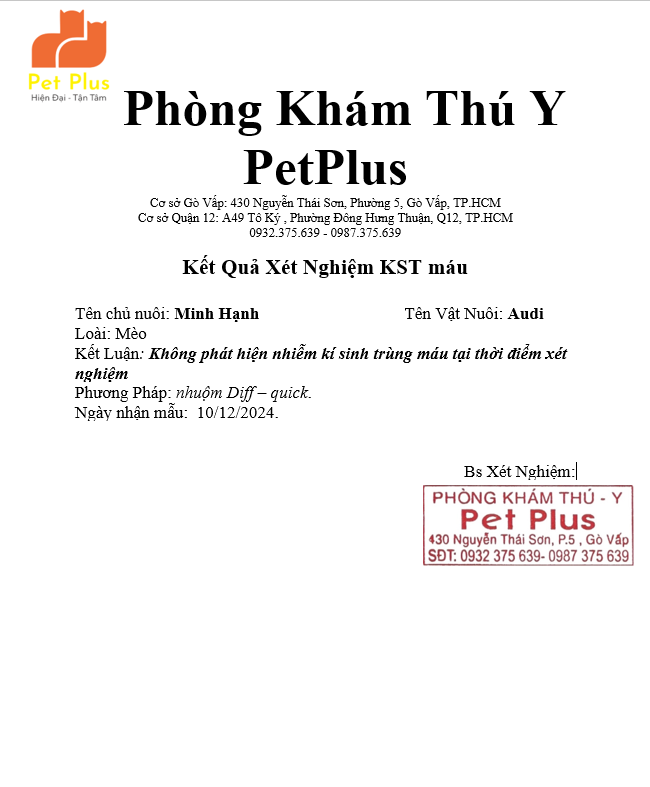 Pet Plus
Hiện Đại - Tận Tâm
Phòng Khám Thú Y
PetPlus
Cơ sở Gò Vấp: 430 Nguyễn Thái Sơn, Phường 5, Gò Vấp, TP.HCM
Cơ sở Quận 12: A49 Tô Ký , Phường Đông Hưng Thuận, Q12, TP.HCM
0932.375.639 - 0987.375.639
Kết Quả Xét Nghiệm KST máu
Tên chủ nuôi: Minh Hạnh Tên Vật Nuôi: Audi
Loài: Mèo
Kết Luận: Không phát hiện nhiễm kí sinh trùng máu tại thời điểm xét
nghiệm
Phương Pháp: nhuộm Diff – quick.
Ngày nhận mẫu: 10/12/2024.
Bs Xét Nghiệm:
PHÒNG KHÁM THÚ - Y
Pet Plus
430 Nguyễn Thái Sơn, P.5 , Gò Vấp
SĐT: 0932 375 639- 0987 375 639